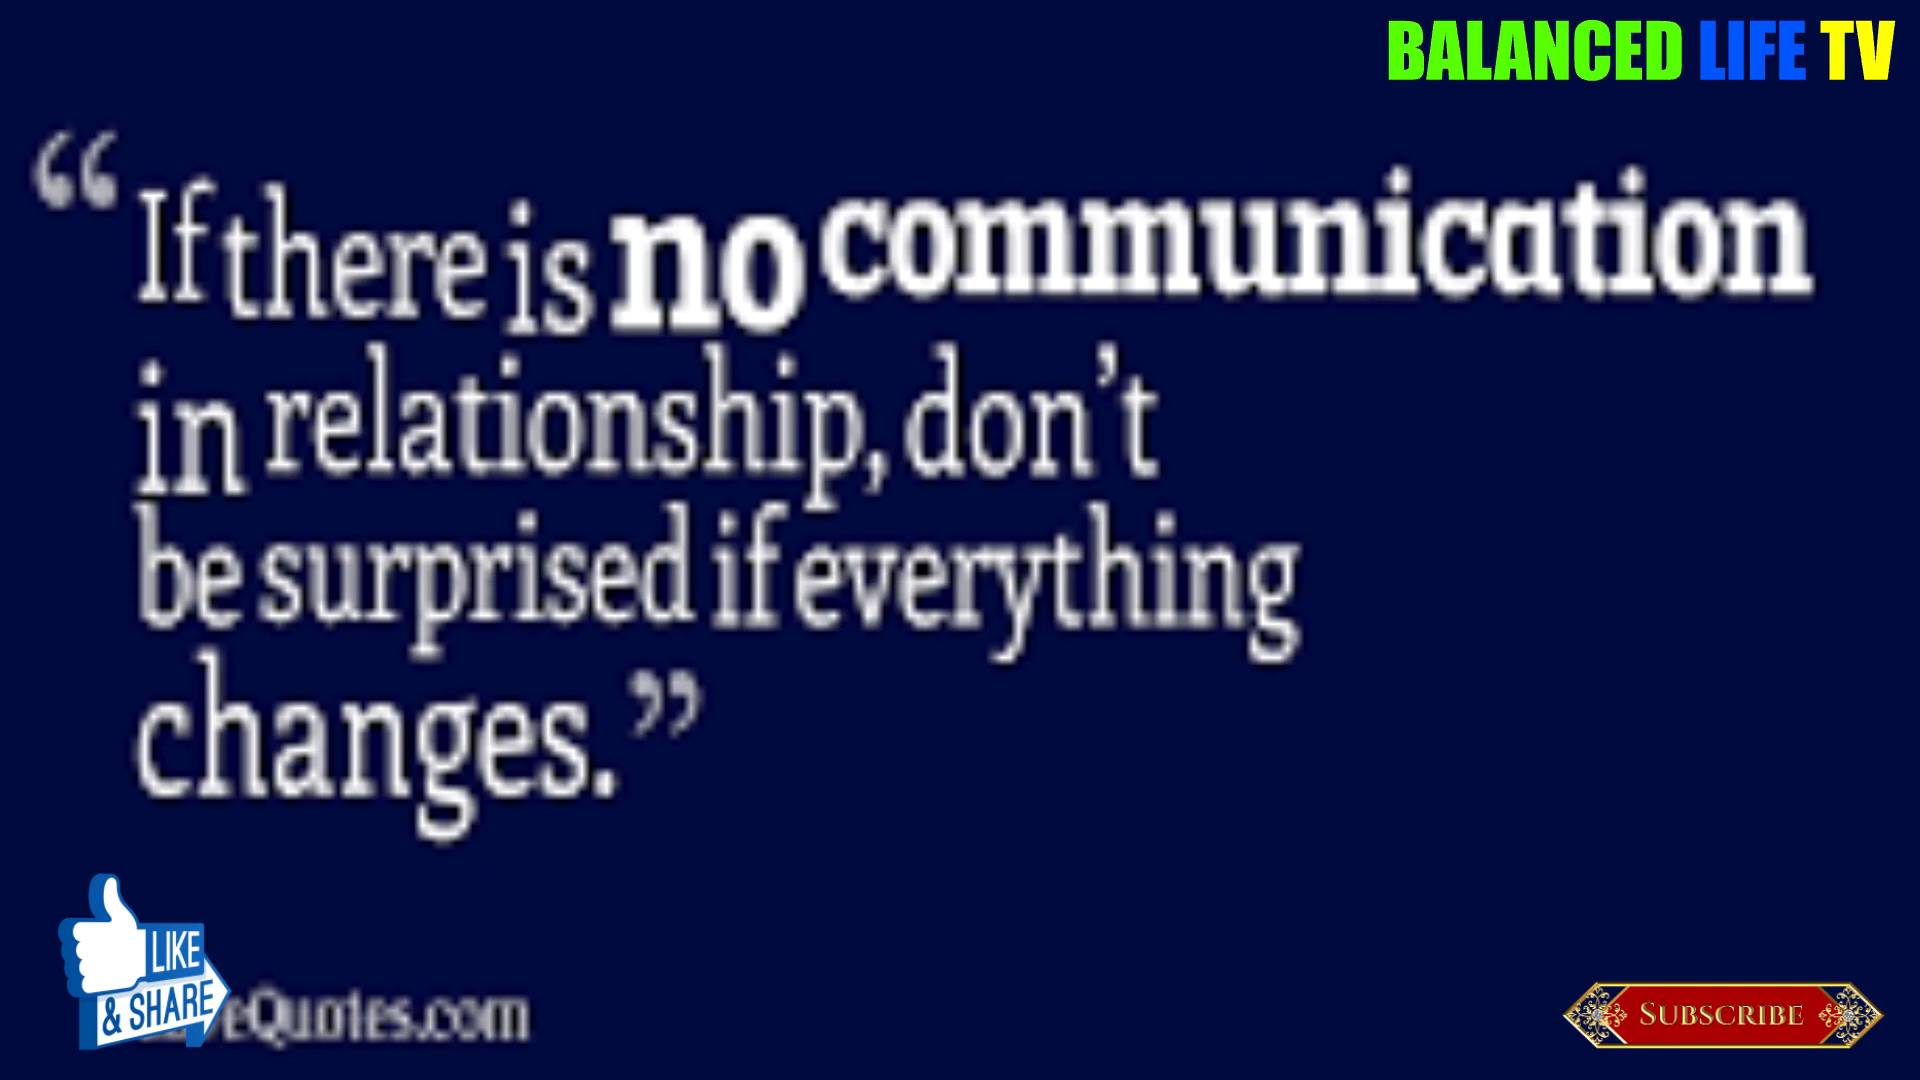 BALANCED LIFE TV
“If there is no communication
in relationship, don’t
be surprised if everything
changes.”
LIKE
& SHARE
SUBSCRIBE